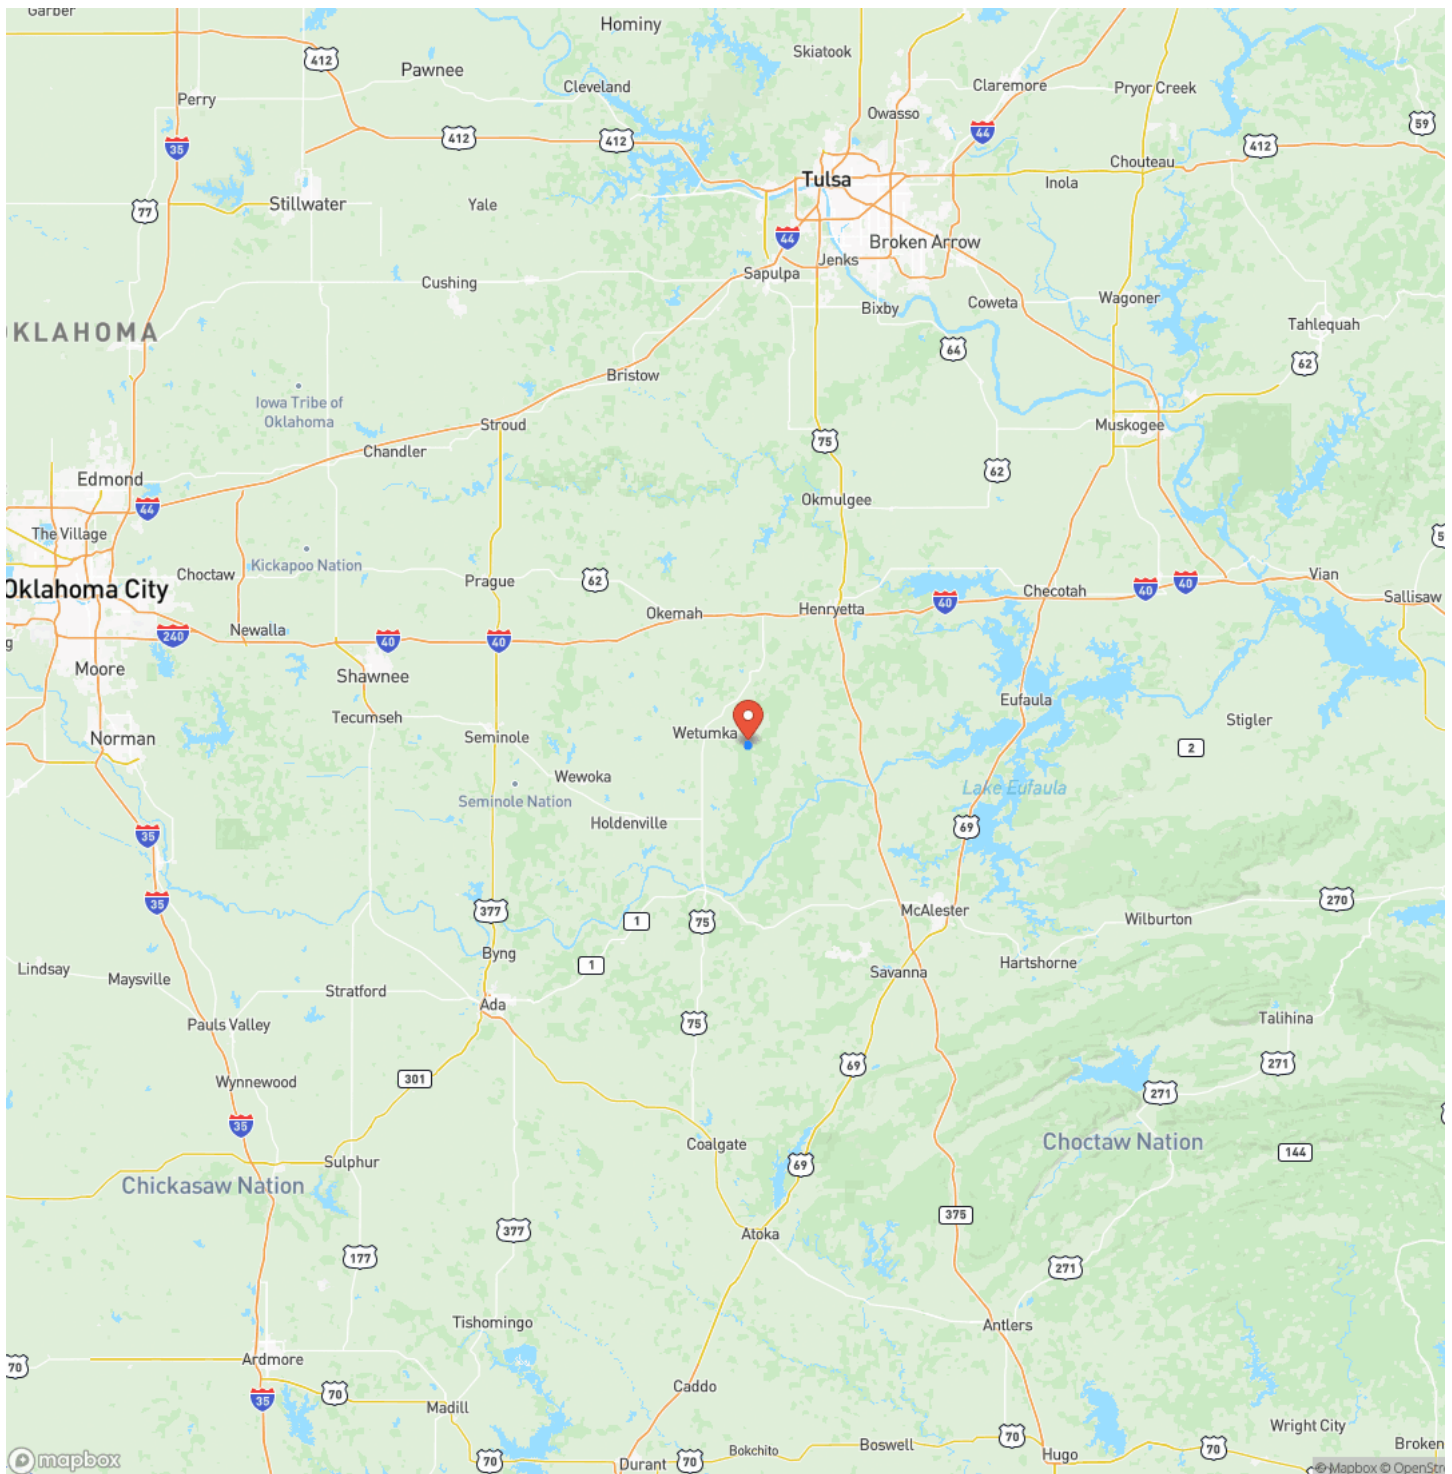 Garber
Hominy
Skiatook
412
Pawnee
Cleveland
Claremore
Pryor Creek
Perry
Owasso
59
35
412
412
44
412
Chouteau
Tulsa
Inola
Stillwater
Yale
77
44
Broken Arrow
Jenks
Sapulpa
Cushing
Bixby
Coweta
Wagoner
OKLAHOMA
Tahlequah
64
62
Bristow
Iowa Tribe of
Oklahoma
Stroud
Muskogee
75
Chandler
62
Edmond
Okmulgee
44
The Village
Kickapoo Nation
Choctaw
Prague
62
Vian
Oklahoma City
40
40
Checotah
Sallisaw
40
Okemah
Henryetta
Newalla
240
40
40
Moore
Shawnee
Eufaula
Tecumseh
Stigler
Norman
Seminole
Wetumka
2
Wewoka
Lake Eufaula
Seminole Nation
Holdenville
35
69
35
377
1
75
McAlester
Wilburton
270
Byng
Hartshorne
1
Lindsay
Maysville
Savanna
Stratford
Ada
Pauls Valley
75
Talihina
69
271
Wynnewood
301
271
35
Coalgate
Choctaw Nation
144
Sulphur
69
Chickasaw Nation
375
377
Atoka
177
271
Tishomingo
Antlers
70
Ardmore
35
70
Caddo
Madill
Wright City
70
Boswell
70
Broken
Bokchito
70
70
Durant
Hugo
mapbox
© Mapbox © OpenStr